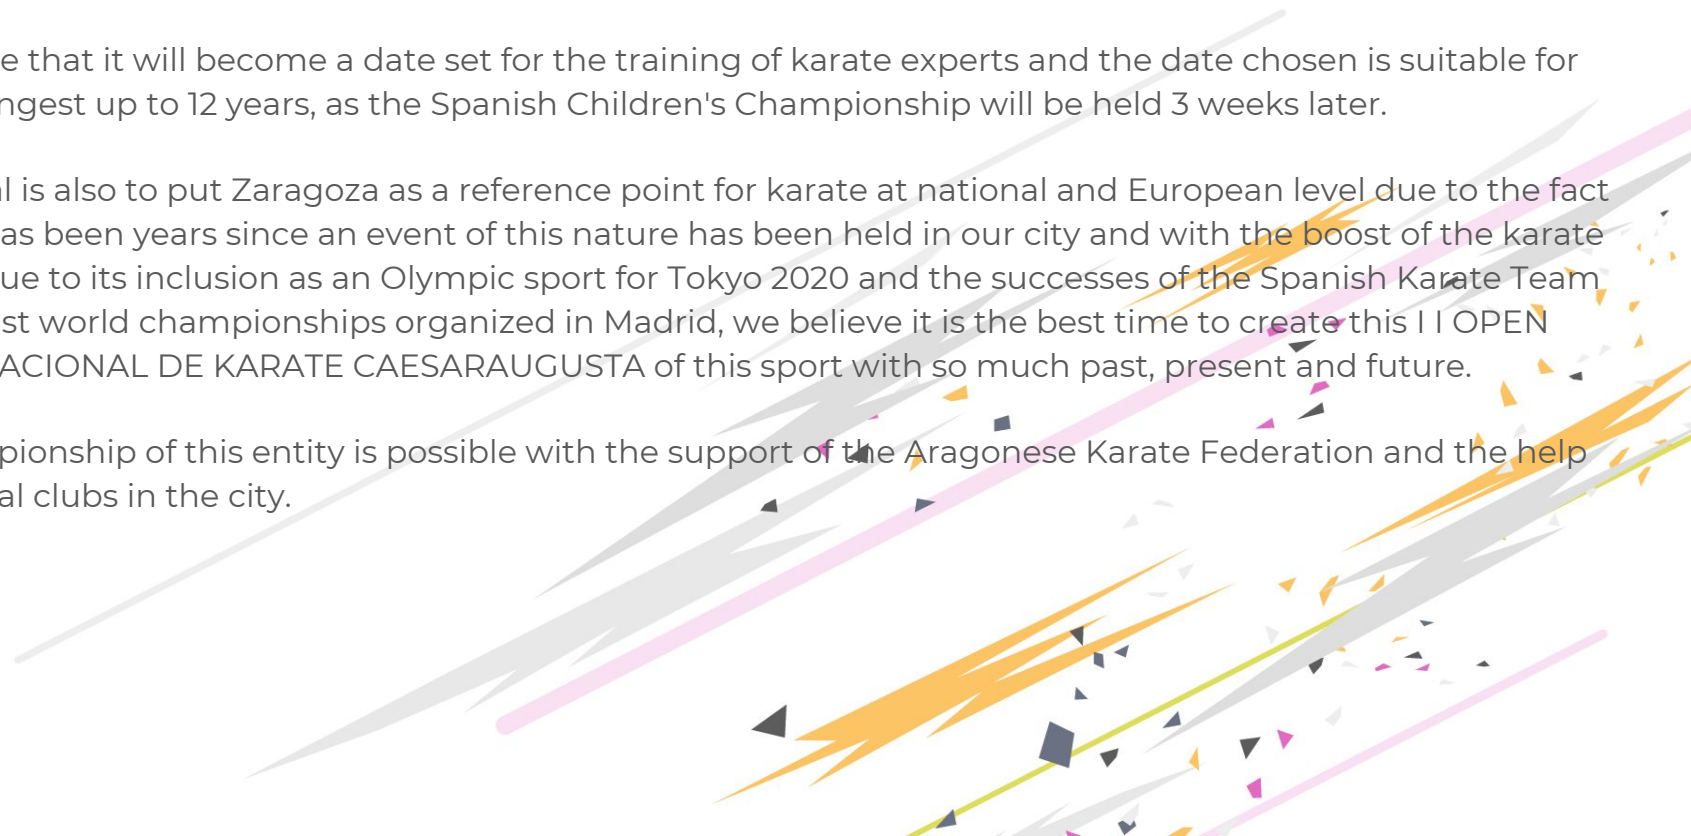 e that it will become a date set for the training of karate experts and the date chosen is suitable for
ngest up to 12 years, as the Spanish Children's Championship will be held 3 weeks later.
al is also to put Zaragoza as a reference point for karate at national and European level due to the fact
as been years since an event of this nature has been held in our city and with the boost of the karate
ue to its inclusion as an Olympic sport for Tokyo 2020 and the successes of the Spanish Karate Team
st world championships organized in Madrid, we believe it is the best time to create this I I OPEN
ACIONAL DE KARATE CAESARAUGUSTA of this sport with so much past, present and future.
pionship of this entity is possible with the support of the Aragonese Karate Federation and the help
al clubs in the city.